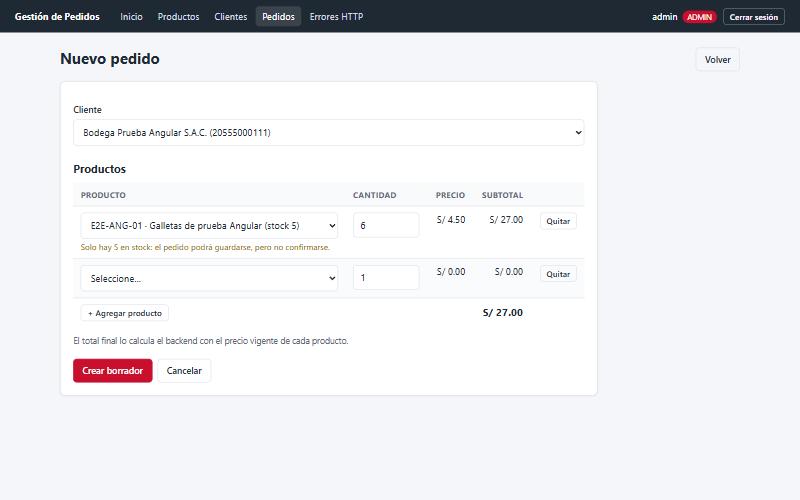 Gestión de Pedidos Inicio Productos Clientes Pedidos Errores HTTP admin ADMIN Cerrar sesión
Nuevo pedido Volver
Cliente
Bodega Prueba Angular S.A.C. (20555000111)
Productos
PRODUCTO CANTIDAD PRECIO SUBTOTAL
E2E-ANG-01 - Galletas de prueba Angular (stock 5) 6 S/ 4.50 S/ 27.00 Quitar
Solo hay 5 en stock: el pedido podrá guardarse, pero no confirmarse.
Seleccione... 1 S/ 0.00 S/ 0.00 Quitar
+ Agregar producto S/ 27.00
El total final lo calcula el backend con el precio vigente de cada producto.
Crear borrador Cancelar